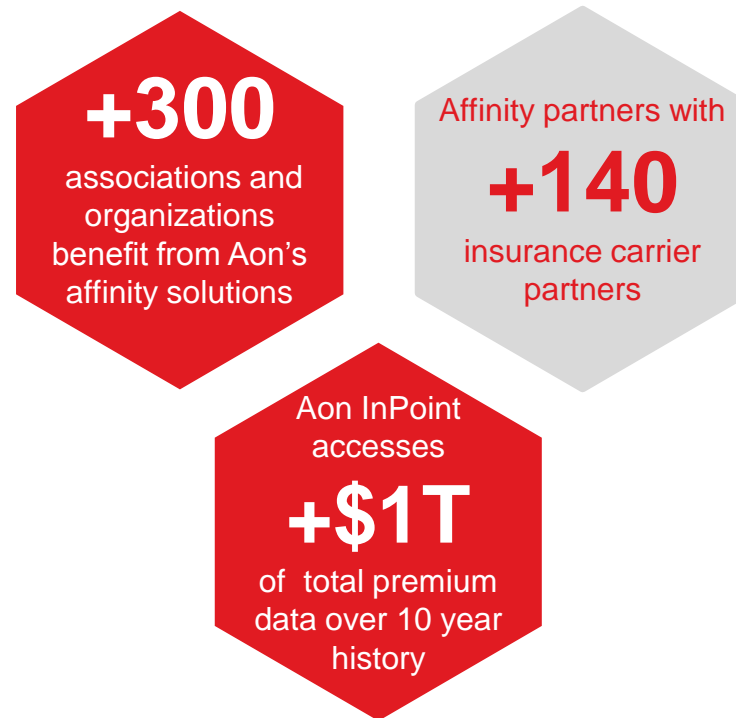 +300
associations and
organizations
benefit from Aon's
affinity solutions
Affinity partners with
+140
insurance carrier
partners
Aon InPoint
accesses
+$1T
of total premium
data over 10 year
history